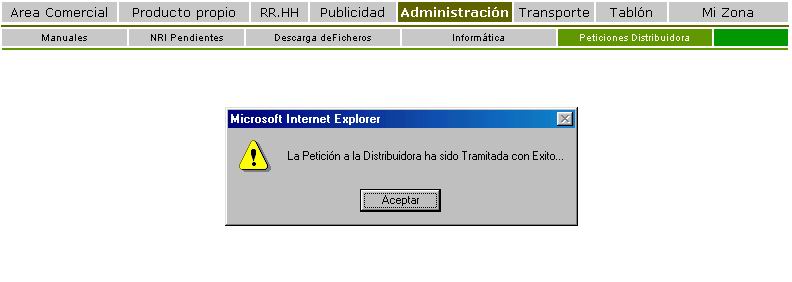 Area Comercial Producto propio RR.HH Publicidad Administración Transporte Tablón Mi Zona
Manuales NRI Pendientes Descarga deFicheros Informática Peticiones Distribuidora
Microsoft Internet Explorer
La Petición a la Distribuidora ha sido Tramitada con Exito...
Aceptar